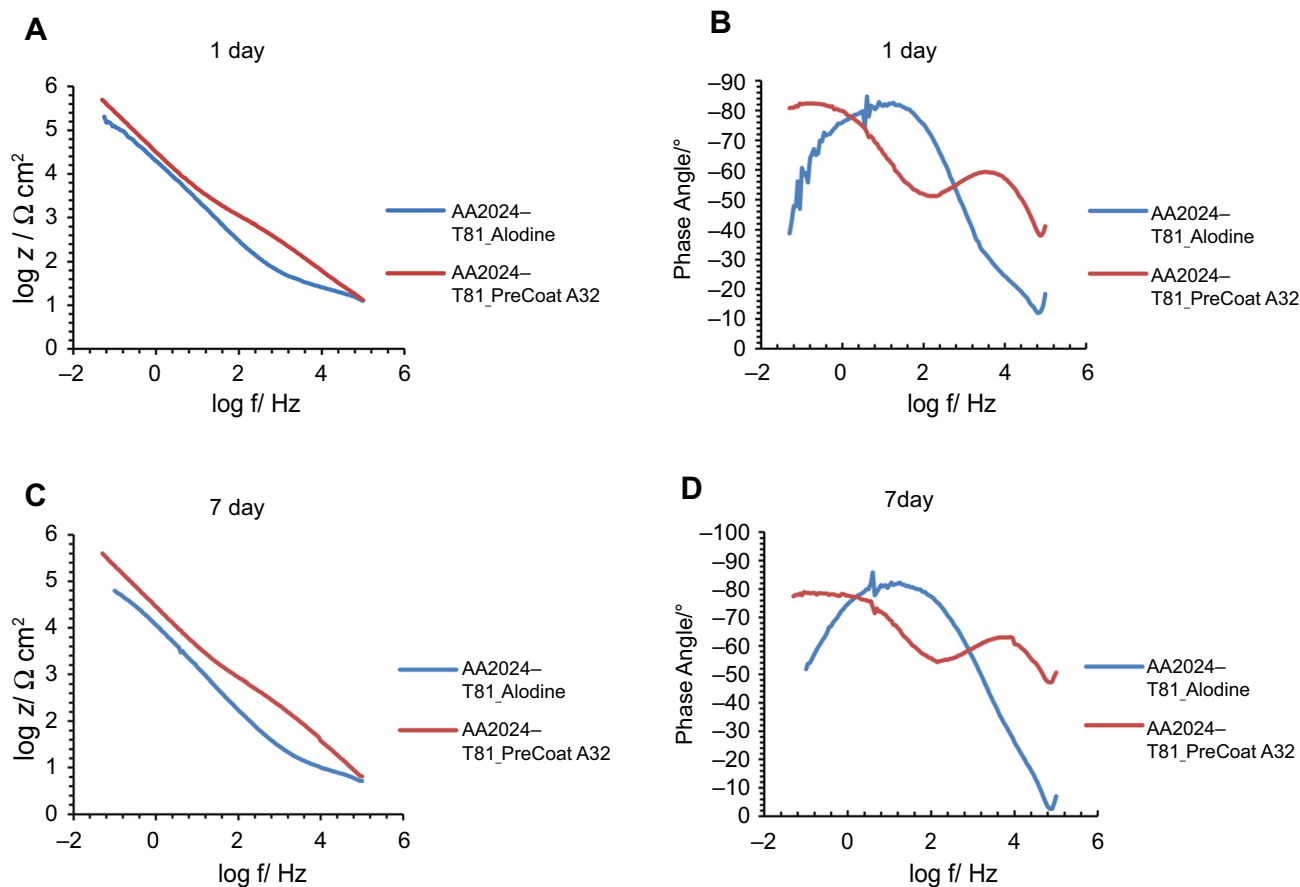 A
1 day
6
5
4
3
2
1
0
–2
0
2
4
6
log z / Ω cm²
log f/ Hz
AA2024–
T81_Alodine
AA2024–
T81_PreCoat A32
B
1 day
–90
–80
–70
–60
–50
–40
–30
–20
–10
0
–2
0
2
4
6
Phase Angle/°
log f/ Hz
AA2024–
T81_Alodine
AA2024–
T81_PreCoat A32
C
7 day
6
5
4
3
2
1
0
–2
0
2
4
6
log z/ Ω cm²
log f/ Hz
AA2024–
T81_Alodine
AA2024–
T81_PreCoat A32
D
7day
–100
–90
–80
–70
–60
–50
–40
–30
–20
–10
0
–2
0
2
4
6
Phase Angle/°
log f/ Hz
AA2024–
T81_Alodine
AA2024–
T81_PreCoat A32